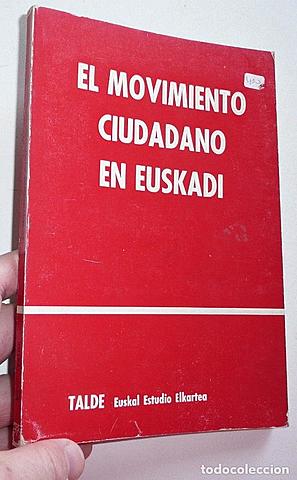 EL MOVIMIENTO
CIUDADANO
EN EUSKADI
TALDE Euskal Estudio Elkartea
todocoleccion